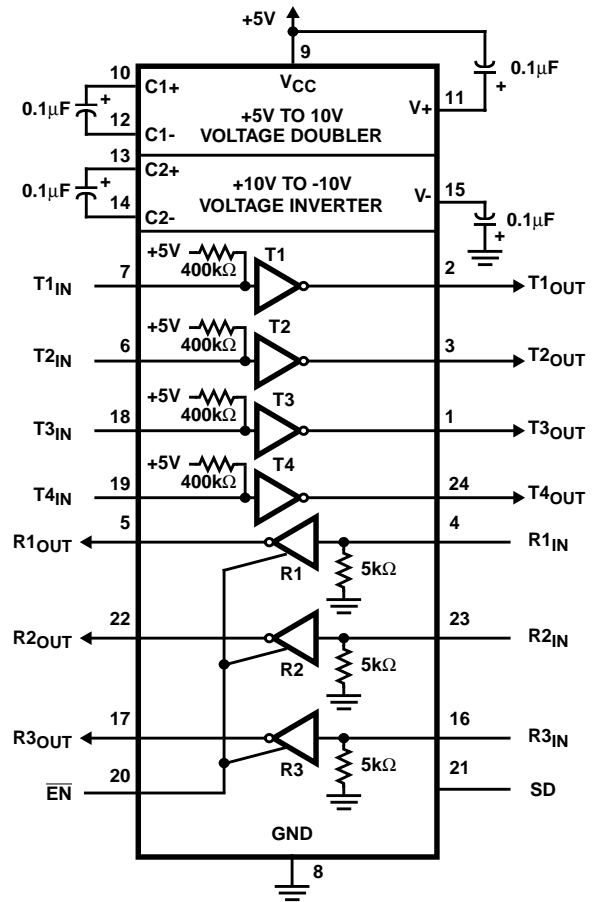 +5V
9
VCC
10
C1+
0.1μF
+
12
C1-
+5V TO 10V
VOLTAGE DOUBLER
V+
11
0.1μF
+
13
C2+
0.1μF
+
14
C2-
+10V TO -10V
VOLTAGE INVERTER
V-
15
0.1μF
+
T1IN
7
+5V
400kΩ
T1
2
T1OUT
T2IN
6
+5V
400kΩ
T2
3
T2OUT
T3IN
18
+5V
400kΩ
T3
1
T3OUT
T4IN
19
+5V
400kΩ
T4
24
T4OUT
R1OUT
5
R1
5kΩ
4
R1IN
R2OUT
22
R2
5kΩ
23
R2IN
R3OUT
17
R3
5kΩ
16
R3IN
E̅N̅
20
21
SD
GND
8